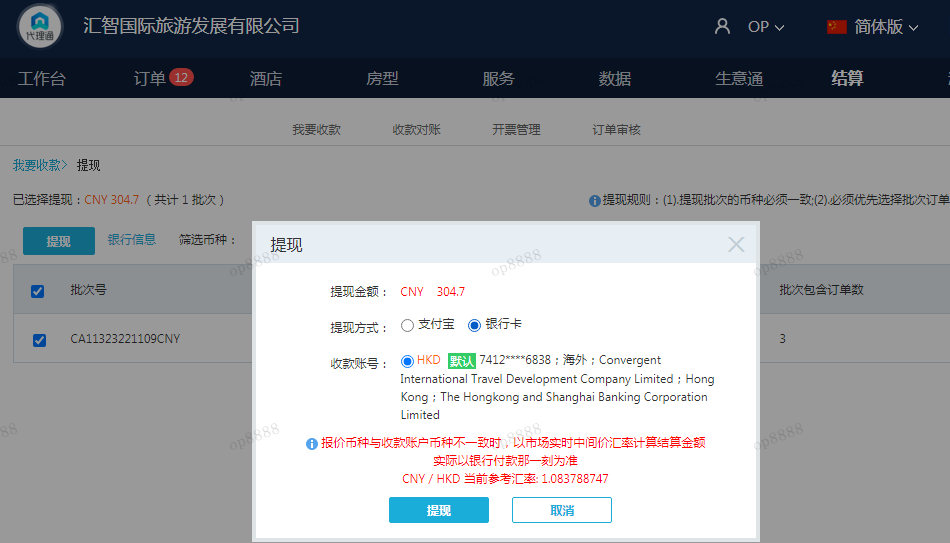 代理通
汇智国际旅游发展有限公司
OP
简体版
工作台 订单 12 酒店 房型 服务 数据 生意通 结算
我要收款 收款对账 开票管理 订单审核
我要收款> 提现
已选择提现：CNY 304.7 （ 共计 1 批次 ）
提现规则：(1).提现批次的币种必须一致;(2).必须优先选择批次订单
提现 银行信息 筛选币种：
批次号 批次包含订单数
CA11323221109CNY 3
提现
提现金额： CNY 304.7
提现方式： 支付宝 银行卡
收款账号： HKD 默认 7412****6838；海外；Convergent
International Travel Development Company Limited；Hong
Kong；The Hongkong and Shanghai Banking Corporation
Limited
报价币种与收款账户币种不一致时，以市场实时中间价汇率计算结算金额
实际以银行付款那一刻为准
CNY / HKD 当前参考汇率: 1.083788747
提现 取消
op8888
op8888
op8888
op8888
op8888
op8888